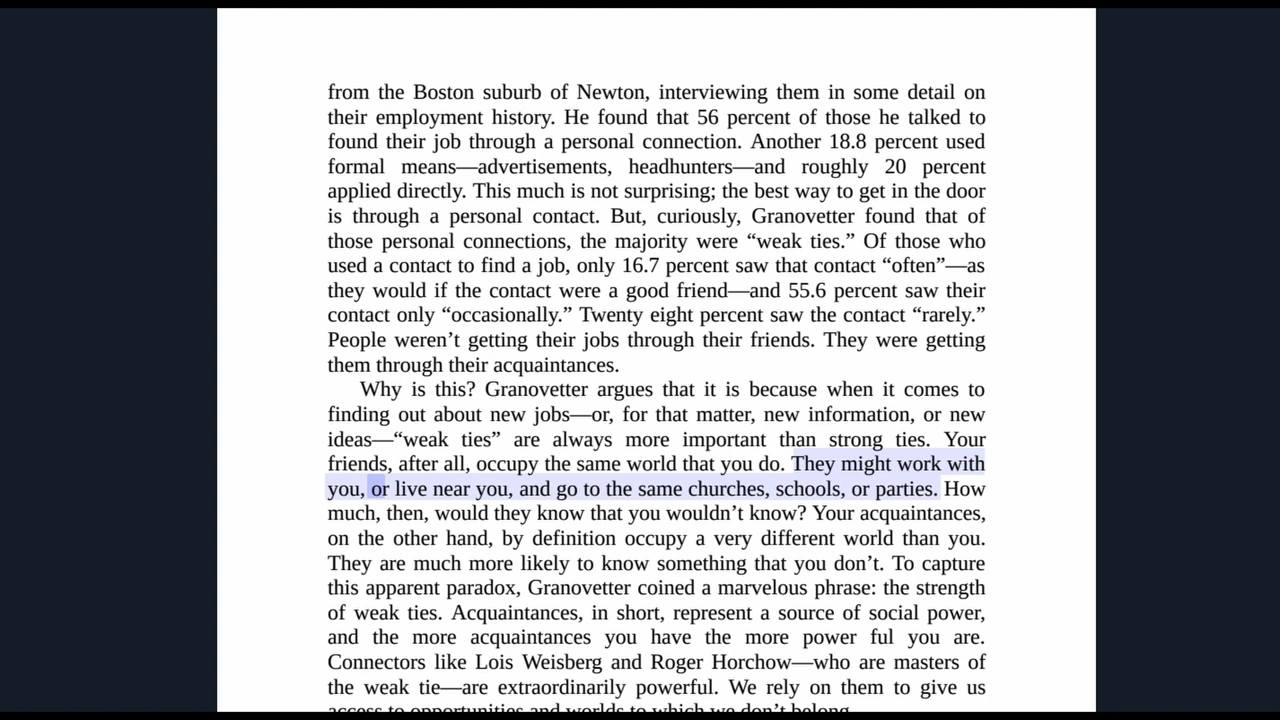 from the Boston suburb of Newton, interviewing them in some detail on
their employment history. He found that 56 percent of those he talked to
found their job through a personal connection. Another 18.8 percent used
formal means—advertisements, headhunters—and roughly 20 percent
applied directly. This much is not surprising; the best way to get in the door
is through a personal contact. But, curiously, Granovetter found that of
those personal connections, the majority were “weak ties.” Of those who
used a contact to find a job, only 16.7 percent saw that contact “often”—as
they would if the contact were a good friend—and 55.6 percent saw their
contact only “occasionally.” Twenty eight percent saw the contact “rarely.”
People weren’t getting their jobs through their friends. They were getting
them through their acquaintances.
Why is this? Granovetter argues that it is because when it comes to
finding out about new jobs—or, for that matter, new information, or new
ideas—“weak ties” are always more important than strong ties. Your
friends, after all, occupy the same world that you do. They might work with
you, or live near you, and go to the same churches, schools, or parties. How
much, then, would they know that you wouldn’t know? Your acquaintances,
on the other hand, by definition occupy a very different world than you.
They are much more likely to know something that you don’t. To capture
this apparent paradox, Granovetter coined a marvelous phrase: the strength
of weak ties. Acquaintances, in short, represent a source of social power,
and the more acquaintances you have the more power ful you are.
Connectors like Lois Weisberg and Roger Horchow—who are masters of
the weak tie—are extraordinarily powerful. We rely on them to give us
access to opportunities and worlds to which we don’t belong.